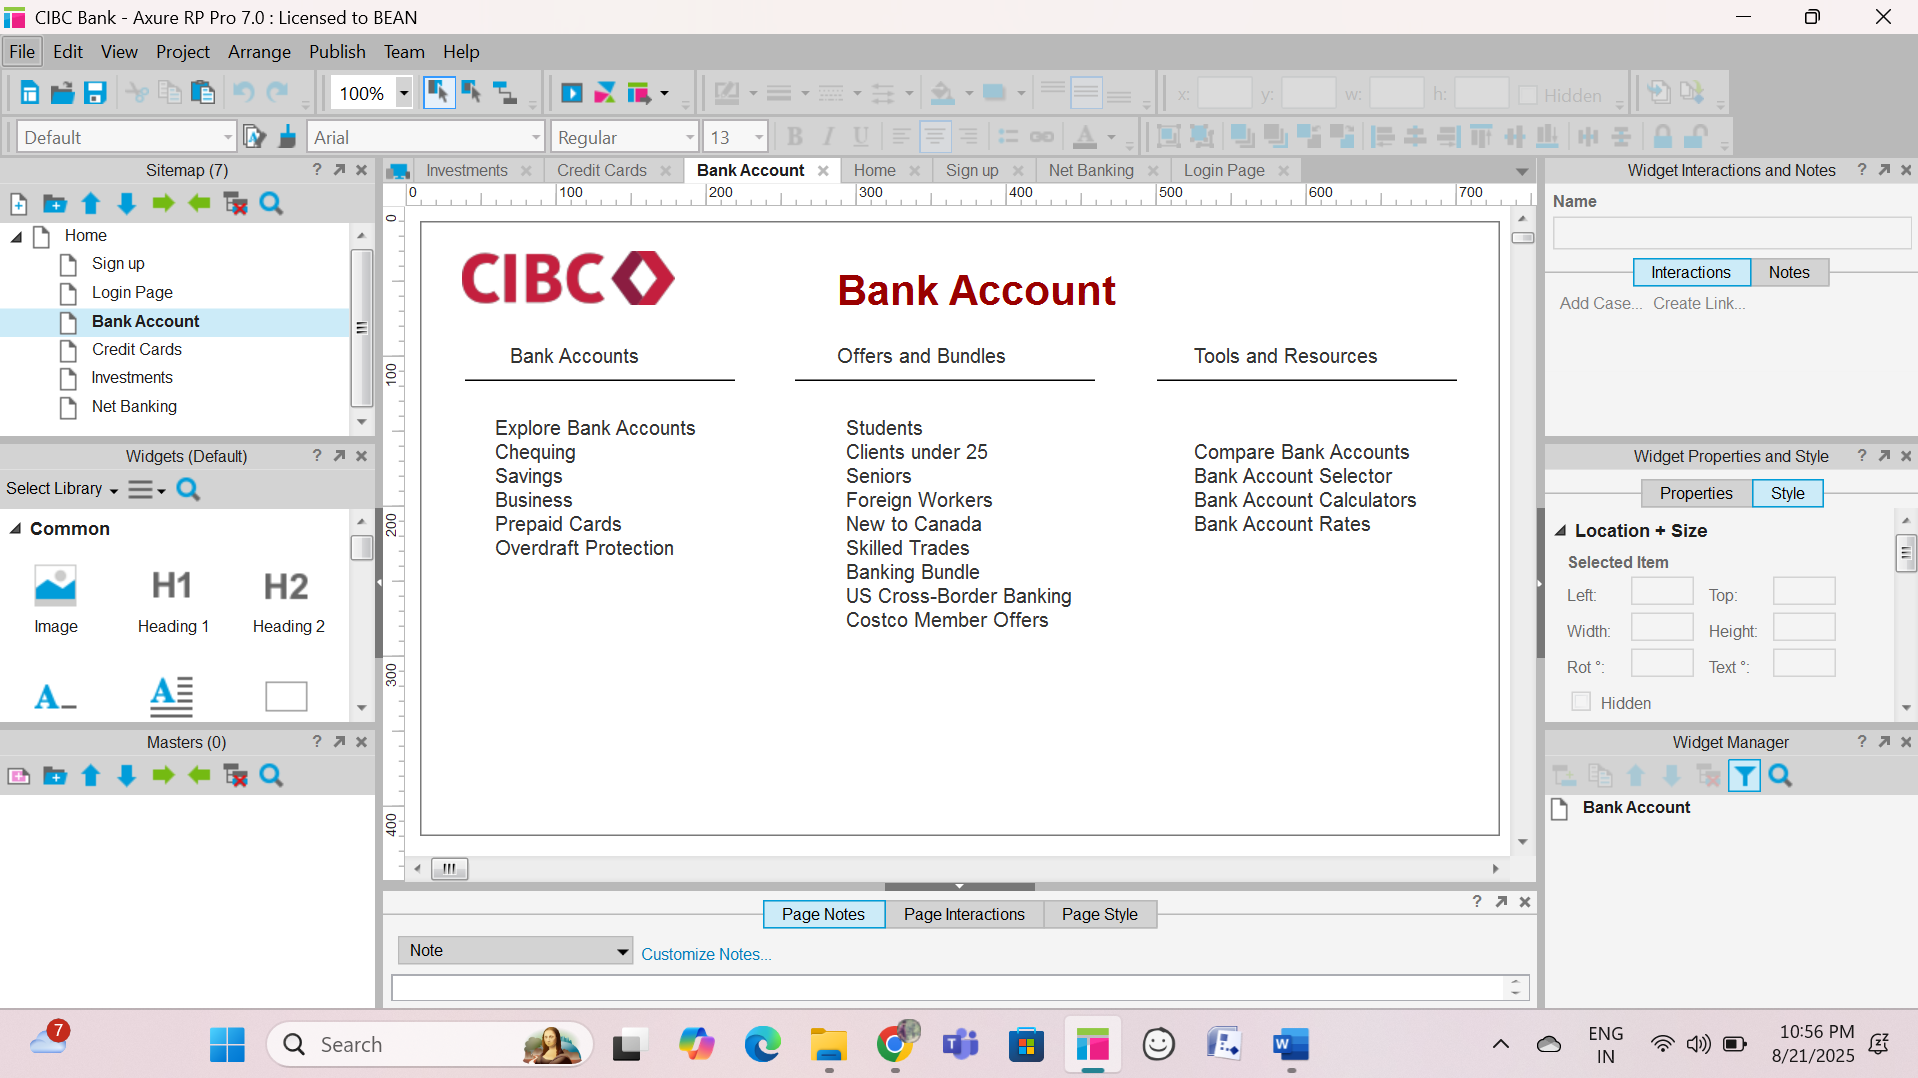 CIBC Bank - Axure RP Pro 7.0 : Licensed to BEAN
File Edit View Project Arrange Publish Team Help
100% x: y: w: h: Hidden
Default Arial Regular 13 B I U A
Sitemap (7) ?
Investments Credit Cards Bank Account Home Sign up Net Banking Login Page
Widget Interactions and Notes ?
0 100 200 300 400 500 600 700
Home
Sign up
Login Page
Bank Account
Credit Cards
Investments
Net Banking
Widgets (Default) ?
Select Library
Common
H1 H2
Image Heading 1 Heading 2
A A
Masters (0) ?
0
100
200
300
400
CIBC
Bank Account
Bank Accounts Offers and Bundles Tools and Resources
Explore Bank Accounts
Chequing
Savings
Business
Prepaid Cards
Overdraft Protection
Students
Clients under 25
Seniors
Foreign Workers
New to Canada
Skilled Trades
Banking Bundle
US Cross-Border Banking
Costco Member Offers
Compare Bank Accounts
Bank Account Selector
Bank Account Calculators
Bank Account Rates
?
Page Notes Page Interactions Page Style
Note Customize Notes...
Name
Interactions Notes
Add Case... Create Link...
Widget Properties and Style ?
Properties Style
Location + Size
Selected Item
Left: Top:
Width: Height:
Rot °: Text °:
Hidden
Widget Manager ?
Bank Account
7
Search
ENG
IN
10:56 PM
8/21/2025